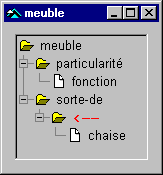 meuble
meuble
particularité
fonction
sorte-de
<--
chaise